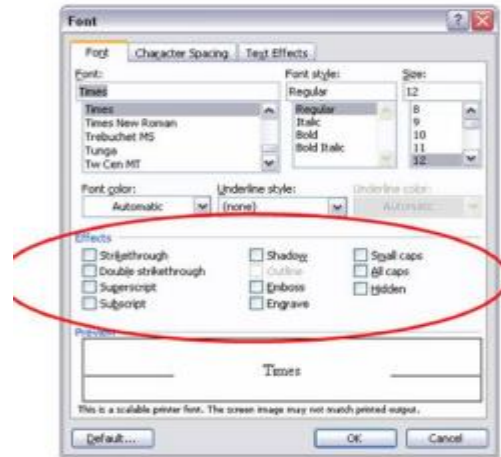 Font
Font Character Spacing Text Effects
Font: Font style: Size:
Times Regular 12
Times Regular 8
Times New Roman Italic 9
Trebuchet MS Bold 10
Tunga Bold Italic 11
Tw Cen MT 12
Font color: Underline style: Underline color:
Automatic (none) Automatic
Effects
Strikethrough Shadow Small caps
Double strikethrough Outline All caps
Superscript Emboss Hidden
Subscript Engrave
Preview
Times
This is a scalable printer font. The screen image may not match printed output.
Default... OK Cancel